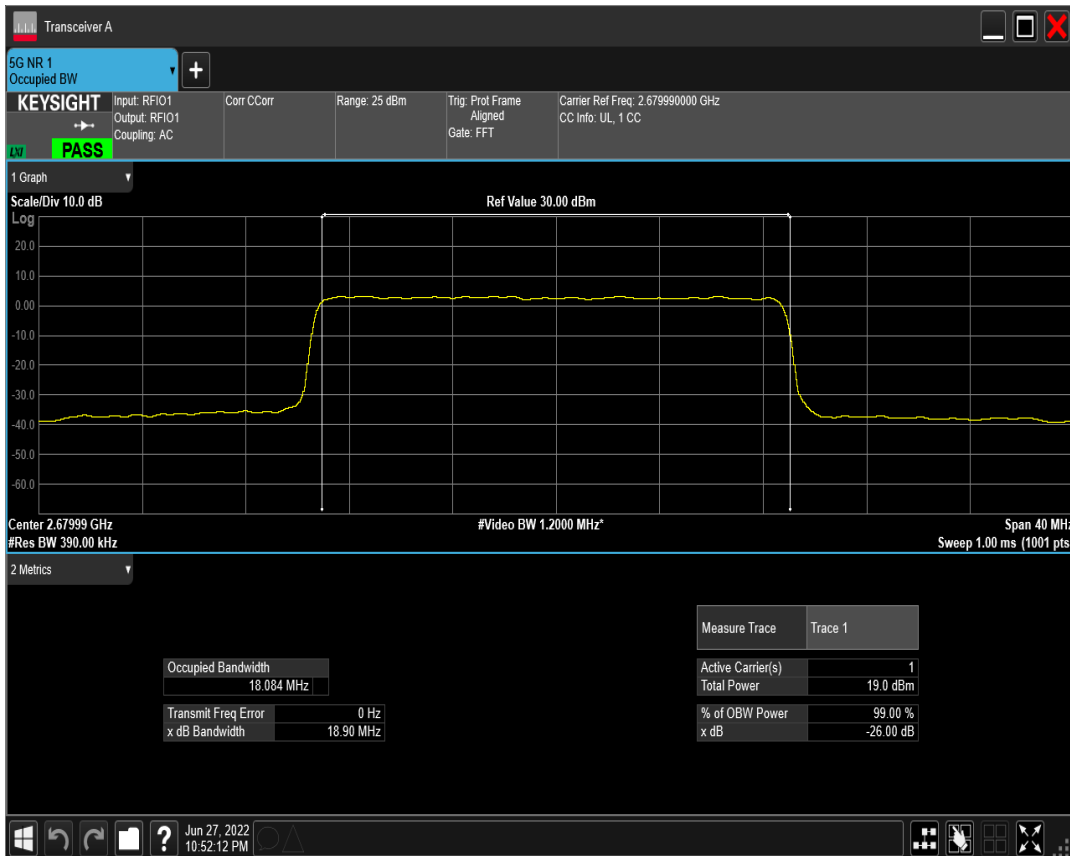 Transceiver A
5G NR 1
Occupied BW
KEYSIGHT
LXI
PASS
Input: RFIO1
Output: RFIO1
Coupling: AC
Corr CCorr
Range: 25 dBm
Trig: Prot Frame
Aligned
Gate: FFT
Carrier Ref Freq: 2.679990000 GHz
CC Info: UL, 1 CC
1 Graph
Scale/Div 10.0 dB
Ref Value 30.00 dBm
Log
20.0
10.0
0.00
-10.0
-20.0
-30.0
-40.0
-50.0
-60.0
Center 2.67999 GHz
#Video BW 1.2000 MHz*
Span 40 MHz
#Res BW 390.00 kHz
Sweep 1.00 ms (1001 pts
2 Metrics
Measure Trace Trace 1
Occupied Bandwidth
18.084 MHz
Active Carrier(s) 1
Total Power 19.0 dBm
Transmit Freq Error 0 Hz
x dB Bandwidth 18.90 MHz
% of OBW Power 99.00 %
x dB -26.00 dB
?
Jun 27, 2022
10:52:12 PM